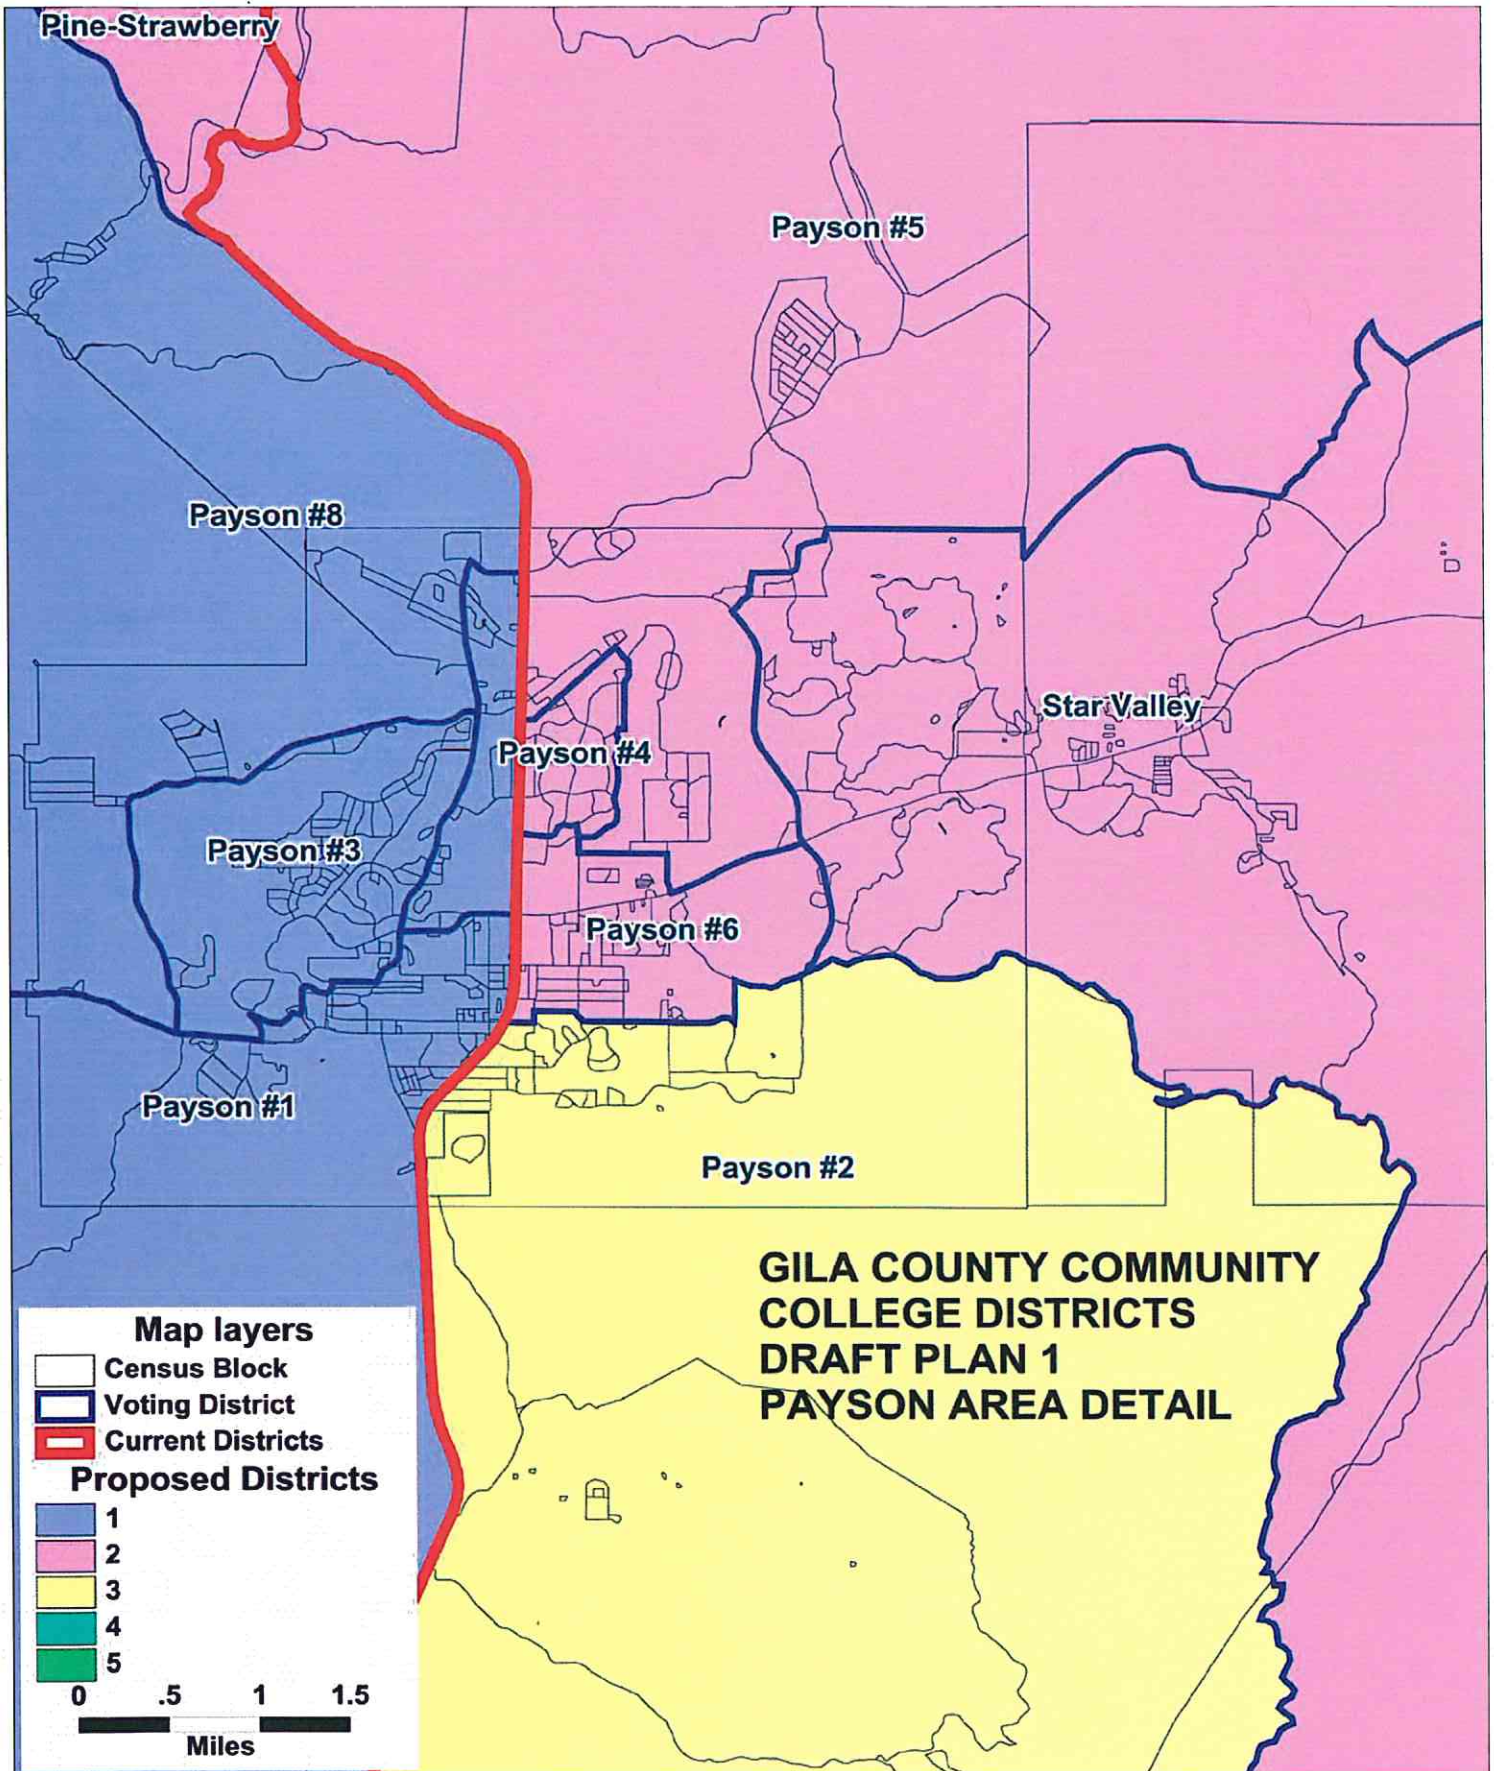 Pine-Strawberry
Payson #5
Payson #8
Star Valley
Payson #4
Payson #3
Payson #6
Payson #1
Payson #2
GILA COUNTY COMMUNITY
COLLEGE DISTRICTS
DRAFT PLAN 1
PAYSON AREA DETAIL
Map layers
Census Block
Voting District
Current Districts
Proposed Districts
1
2
3
4
5
0 .5 1 1.5
Miles